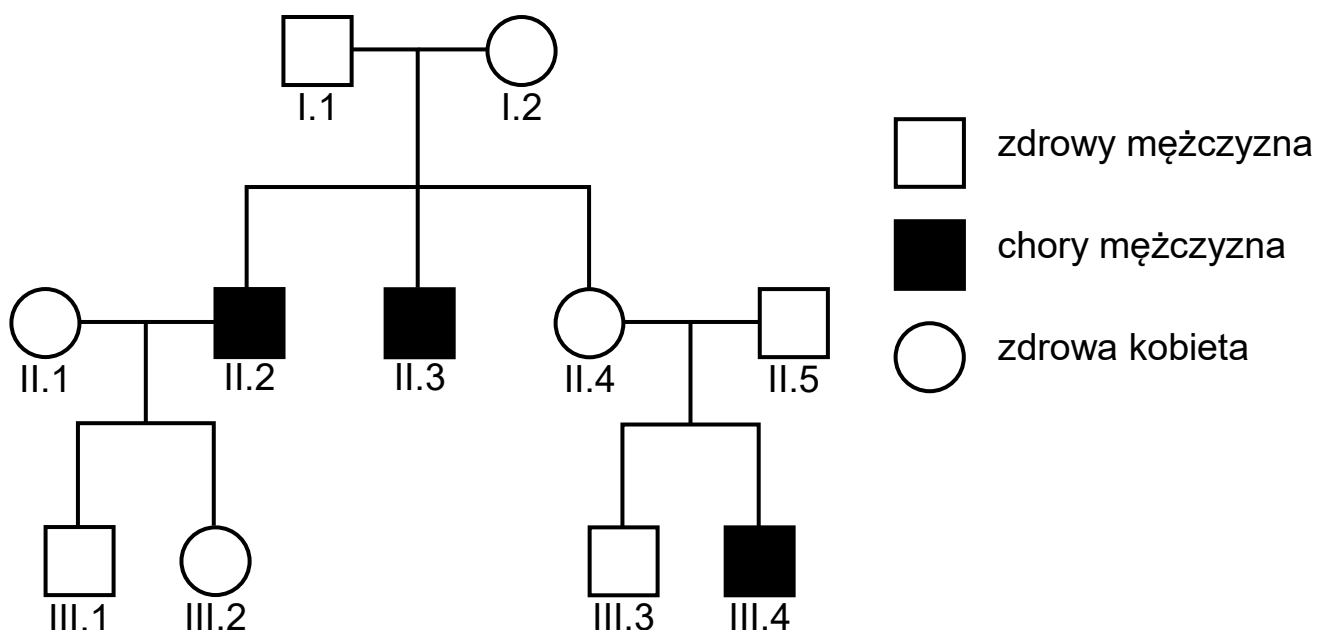 I.1 I.2
zdrowy mężczyzna
chory mężczyzna
zdrowa kobieta
II.1 II.2 II.3 II.4 II.5
III.1 III.2 III.3 III.4